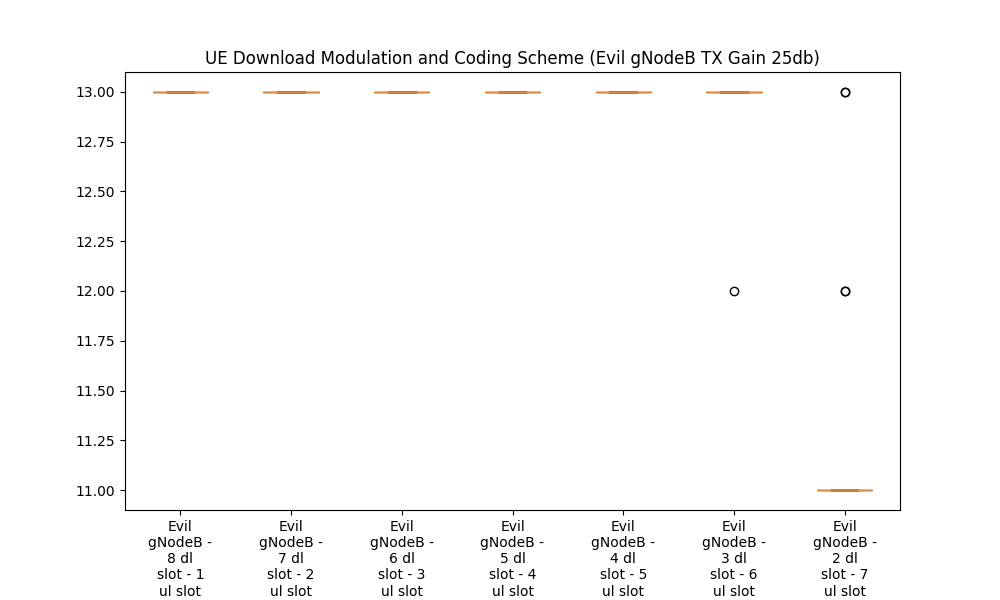 UE Download Modulation and Coding Scheme (Evil gNodeB TX Gain 25db)
13.00
12.75
12.50
12.25
12.00
11.75
11.50
11.25
11.00
Evil
gNodeB -
8 dl
slot - 1
ul slot
Evil
gNodeB -
7 dl
slot - 2
ul slot
Evil
gNodeB -
6 dl
slot - 3
ul slot
Evil
gNodeB -
5 dl
slot - 4
ul slot
Evil
gNodeB -
4 dl
slot - 5
ul slot
Evil
gNodeB -
3 dl
slot - 6
ul slot
Evil
gNodeB -
2 dl
slot - 7
ul slot